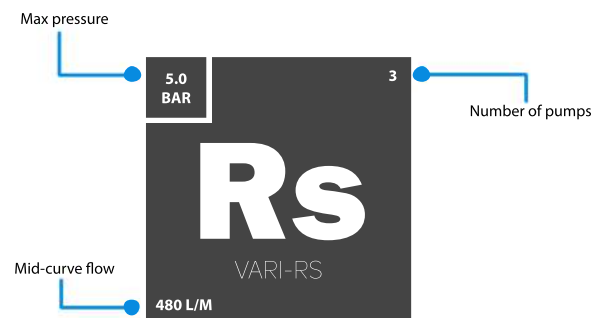 Max pressure
5.0
BAR
3
Number of pumps
Rs
VARI-RS
Mid-curve flow
480 L/M